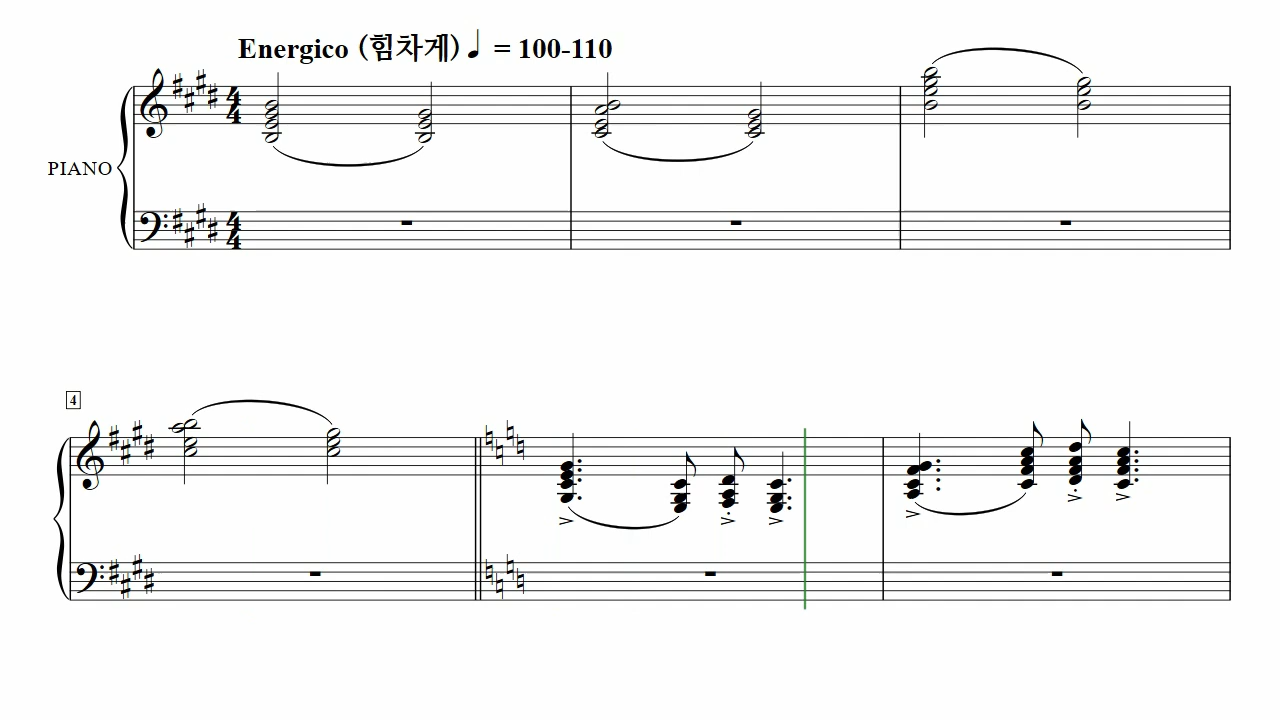 Energico (힘차게)♩ = 100-110
PIANO
4